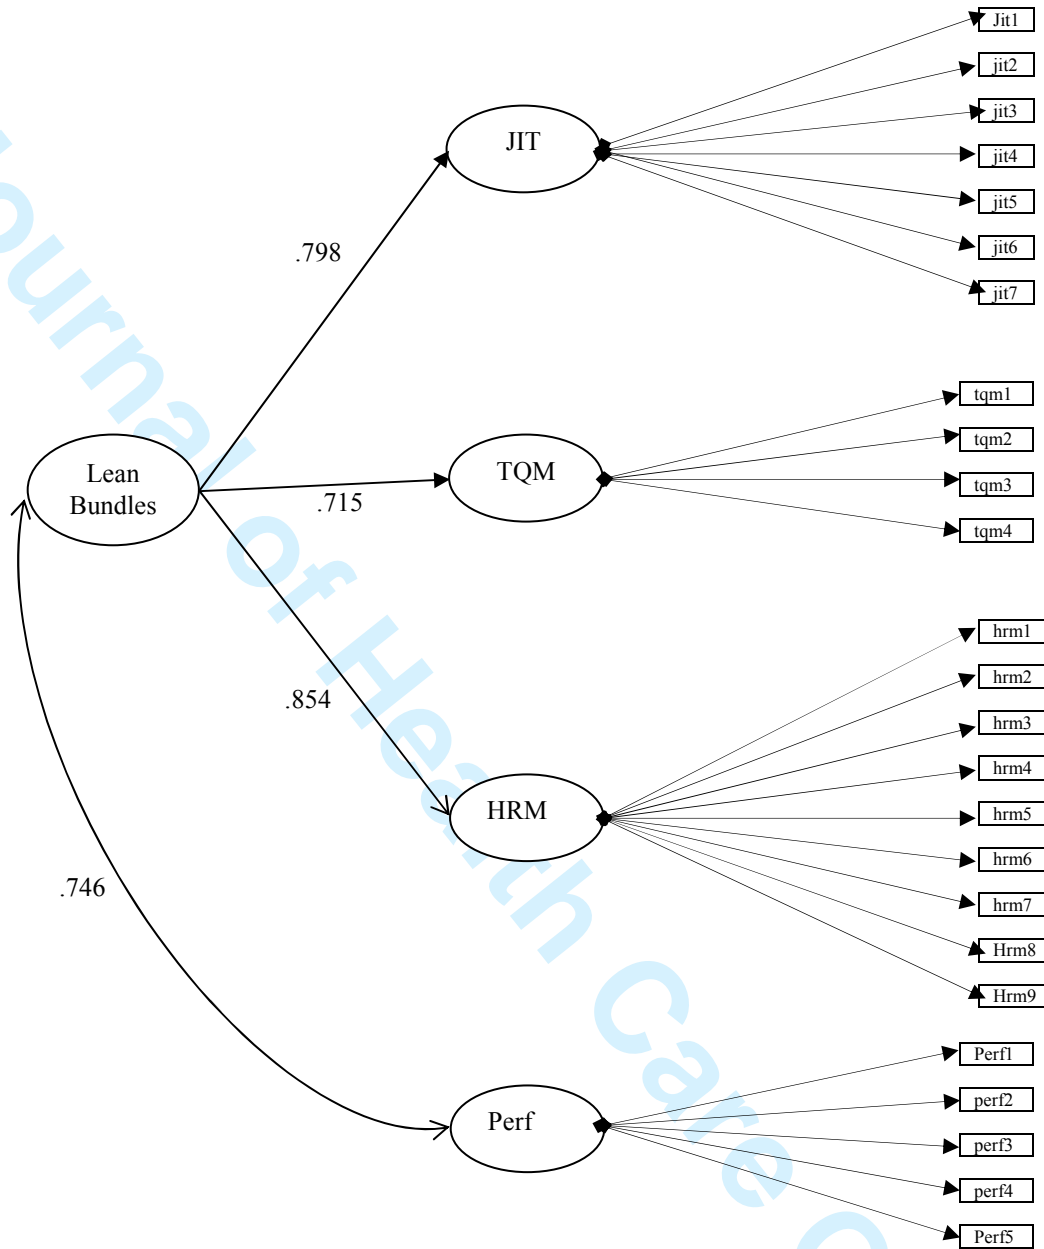 Jit1
jit2
jit3
JIT
jit4
jit5
jit6
.798
jit7
tqm1
tqm2
Lean
Bundles
TQM
tqm3
.715
tqm4
hrm1
hrm2
.854
hrm3
hrm4
HRM
hrm5
hrm6
.746
hrm7
Hrm8
Hrm9
Perf1
perf2
Perf
perf3
perf4
Perf5
Journal of Health Care